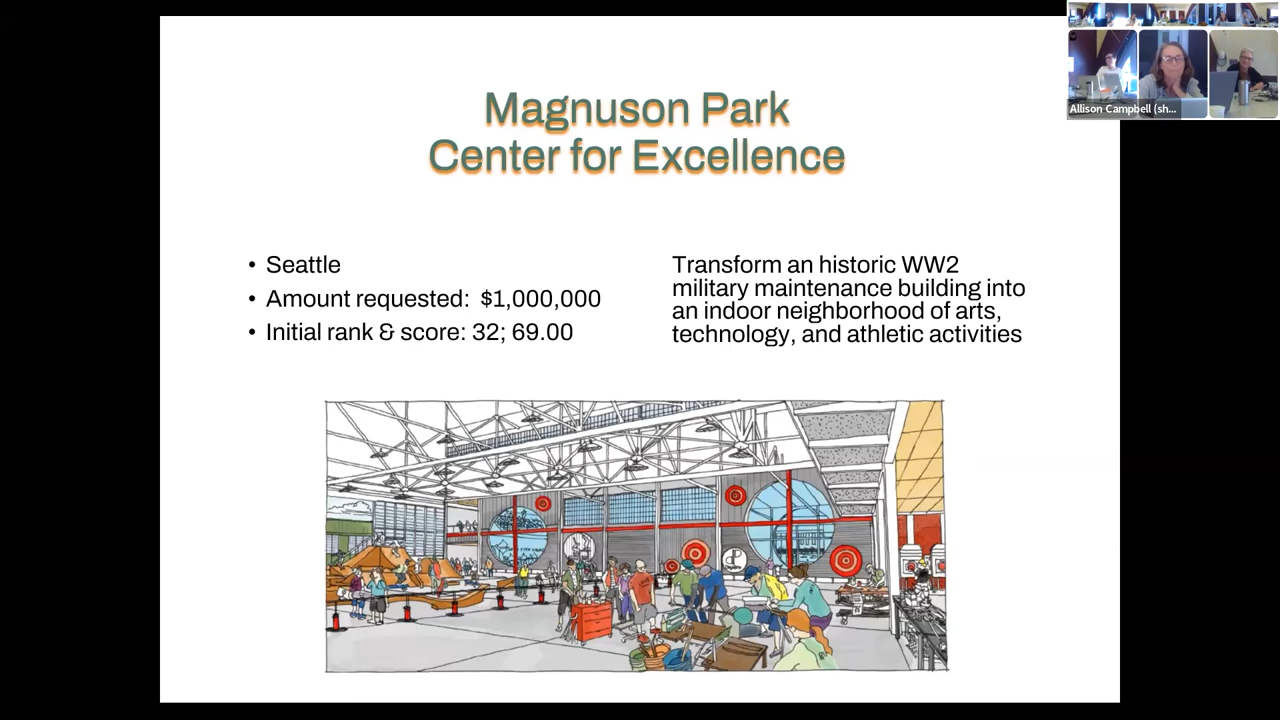 Magnuson Park
Center for Excellence
• Seattle
• Amount requested: $1,000,000
• Initial rank & score: 32; 69.00
Transform an historic WW2
military maintenance building into
an indoor neighborhood of arts,
technology, and athletic activities
Allison Campbell (sh...